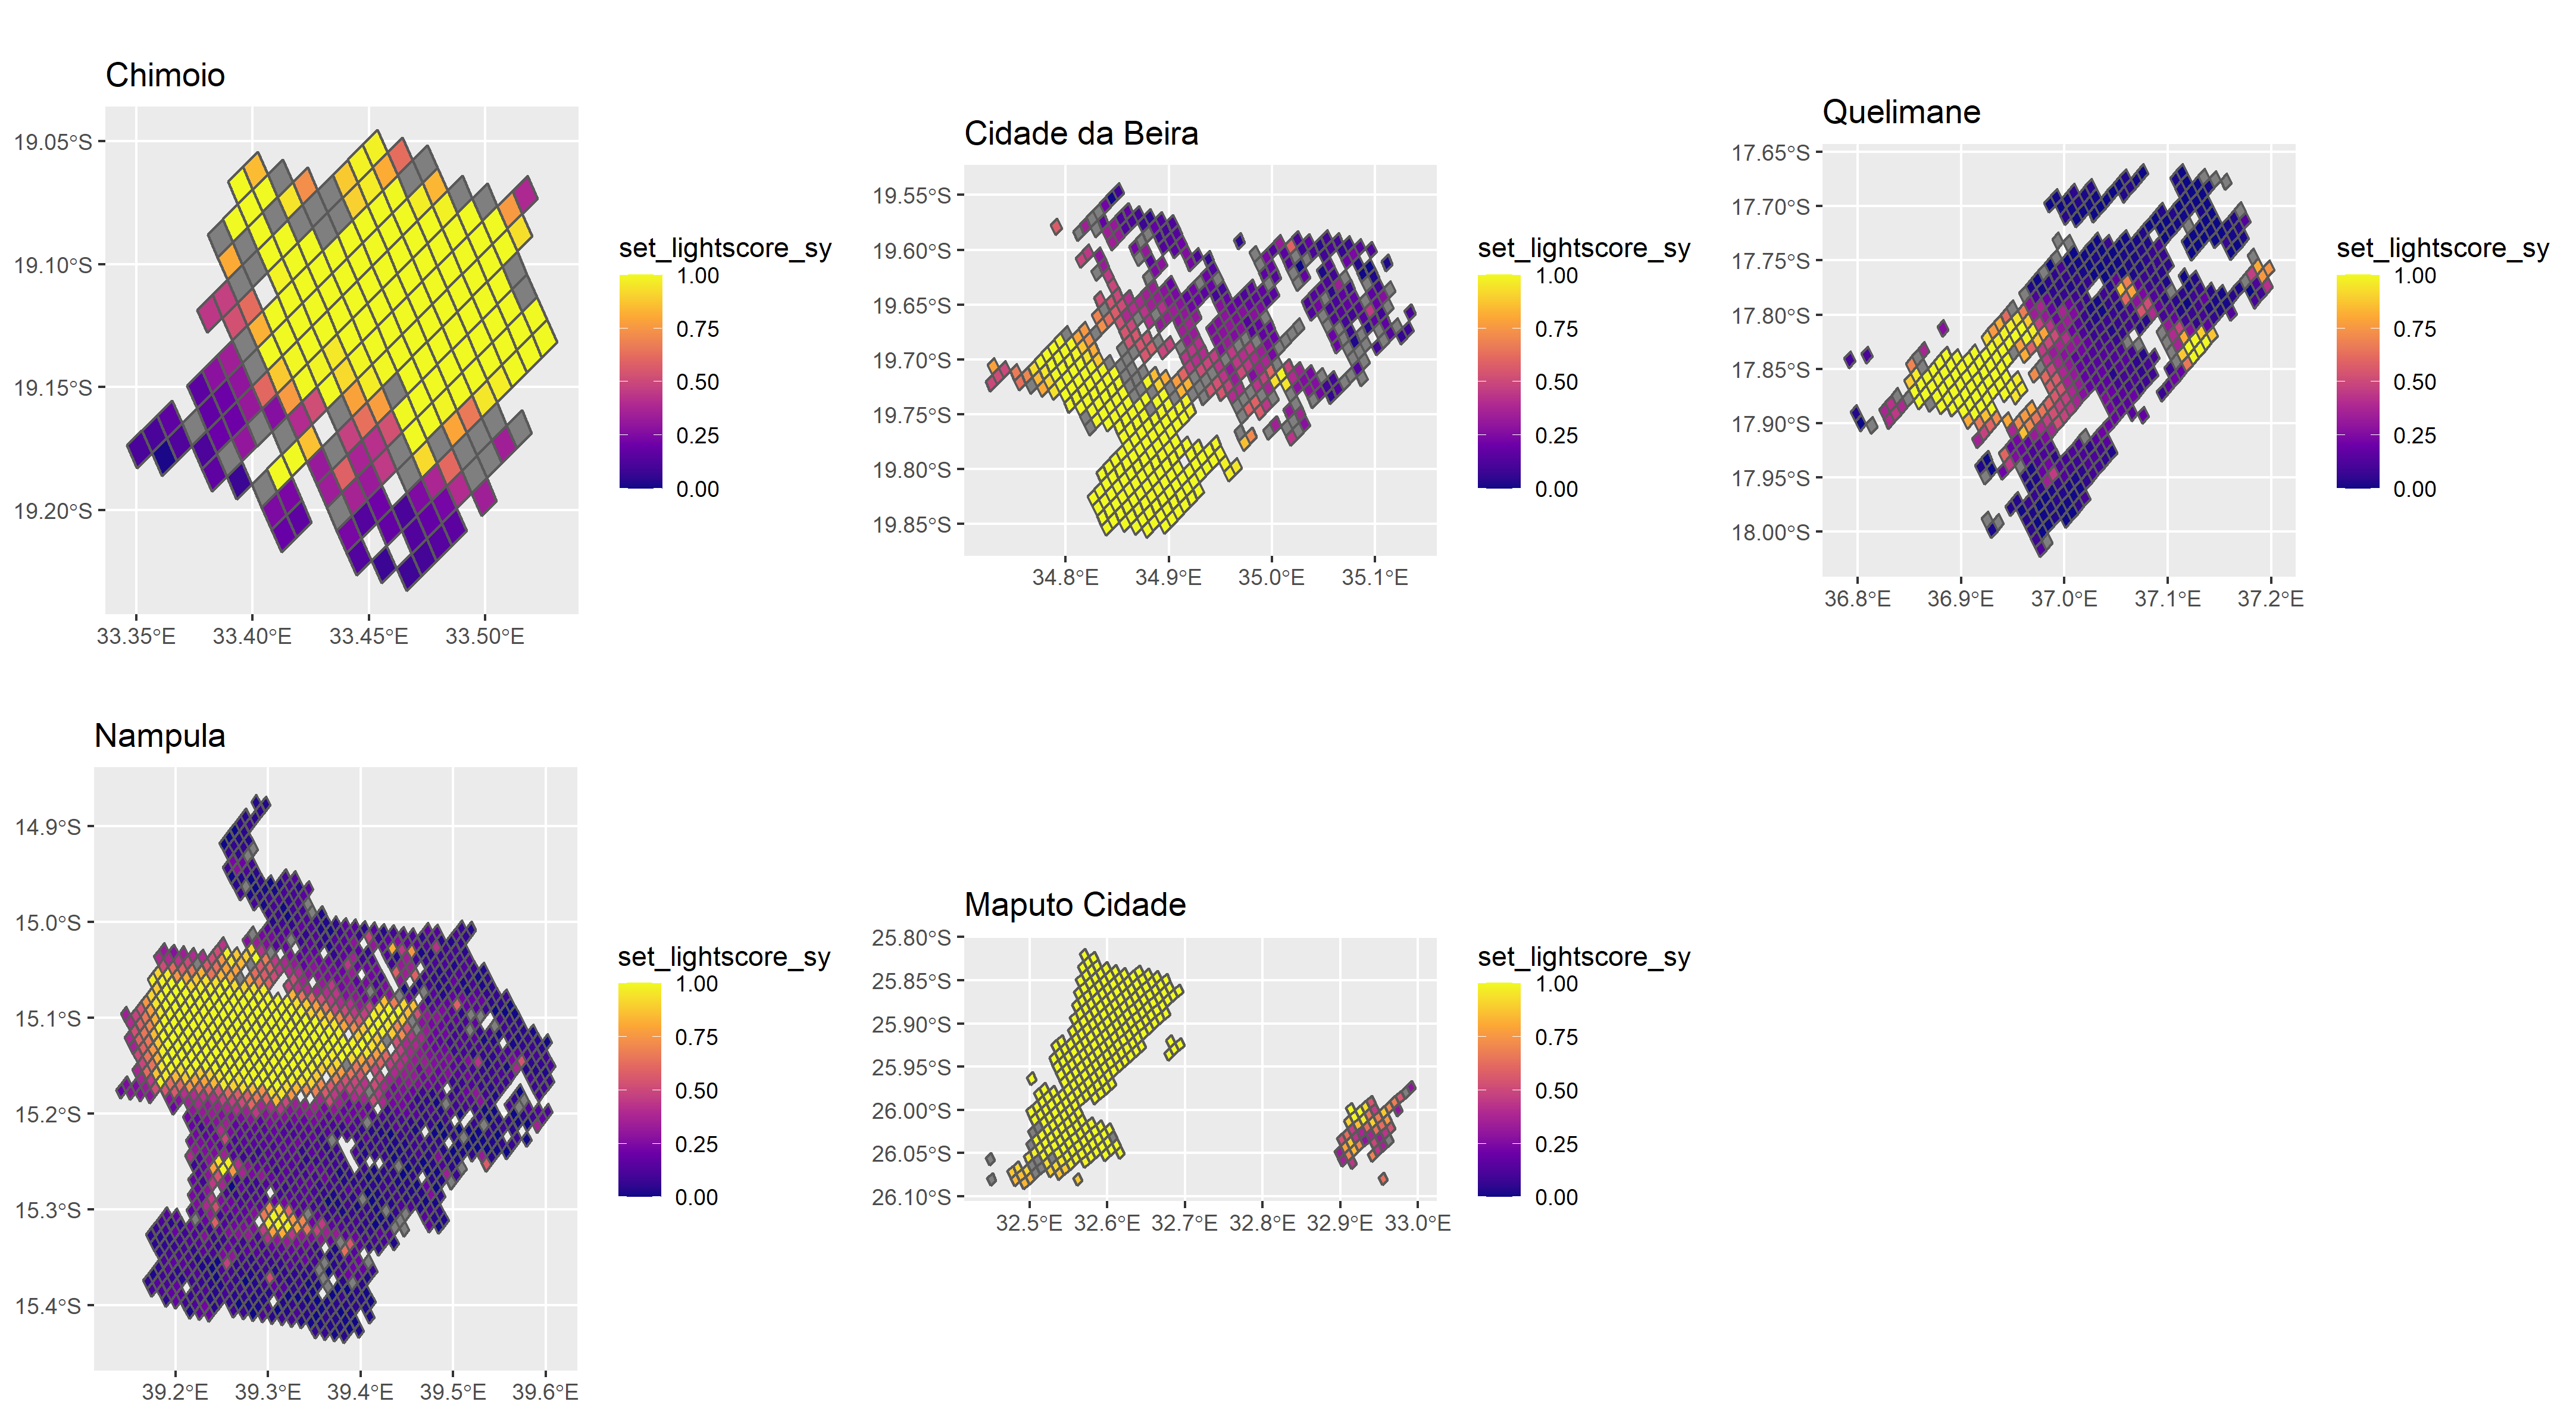 Chimoio
19.05°S
19.10°S
19.15°S
19.20°S
33.35°E 33.40°E 33.45°E 33.50°E
set_lightscore_sy
1.00
0.75
0.50
0.25
0.00
Cidade da Beira
19.55°S
19.60°S
19.65°S
19.70°S
19.75°S
19.80°S
19.85°S
34.8°E 34.9°E 35.0°E 35.1°E
set_lightscore_sy
1.00
0.75
0.50
0.25
0.00
Quelimane
17.65°S
17.70°S
17.75°S
17.80°S
17.85°S
17.90°S
17.95°S
18.00°S
36.8°E 36.9°E 37.0°E 37.1°E 37.2°E
set_lightscore_sy
1.00
0.75
0.50
0.25
0.00
Nampula
14.9°S
15.0°S
15.1°S
15.2°S
15.3°S
15.4°S
39.2°E 39.3°E 39.4°E 39.5°E 39.6°E
set_lightscore_sy
1.00
0.75
0.50
0.25
0.00
Maputo Cidade
25.80°S
25.85°S
25.90°S
25.95°S
26.00°S
26.05°S
26.10°S
32.5°E 32.6°E 32.7°E 32.8°E 32.9°E 33.0°E
set_lightscore_sy
1.00
0.75
0.50
0.25
0.00